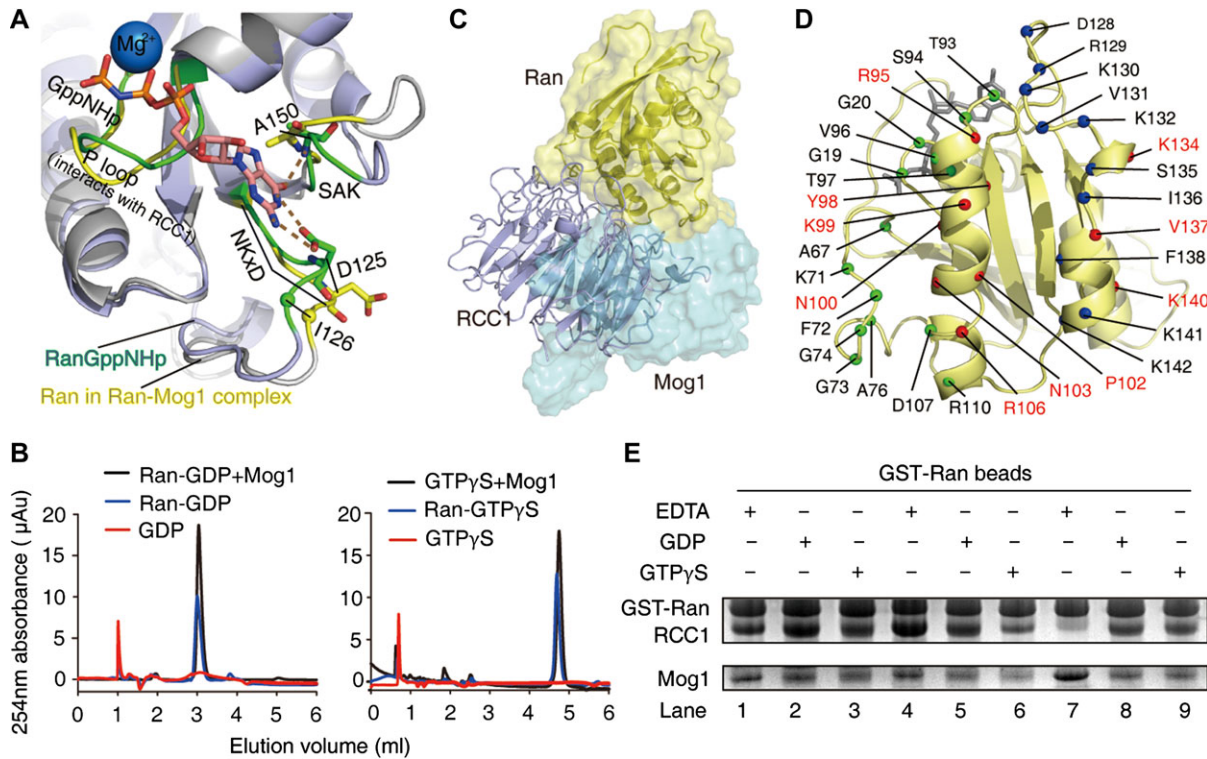 A
Mg2+
GppNHp
P loop
(interacts with RCC1)
A150
SAK
NKxD
D125
I126
RanGppNHp
Ran in Ran-Mog1 complex
B
Ran-GDP+Mog1
Ran-GDP
GDP
GTPγS+Mog1
Ran-GTPγS
GTPγS
254nm absorbance ( μAu)
20
15
10
5
0
0 1 2 3 4 5 6
20
15
10
5
0
0 1 2 3 4 5 6
Elution volume (ml)
C
Ran
RCC1
Mog1
D
D128
T93
R129
S94
K130
R95
V131
G20
K132
V96
K134
G19
S135
T97
I136
Y98
V137
K99
F138
A67
K140
K71
K141
N100
K142
F72
G74
P102
G73
N103
A76
R106
D107
R110
E
GST-Ran beads
EDTA + − − + − − + − −
GDP − + − − + − − + −
GTPγS − − + − − + − − +
GST-Ran
RCC1
Mog1
Lane 1 2 3 4 5 6 7 8 9